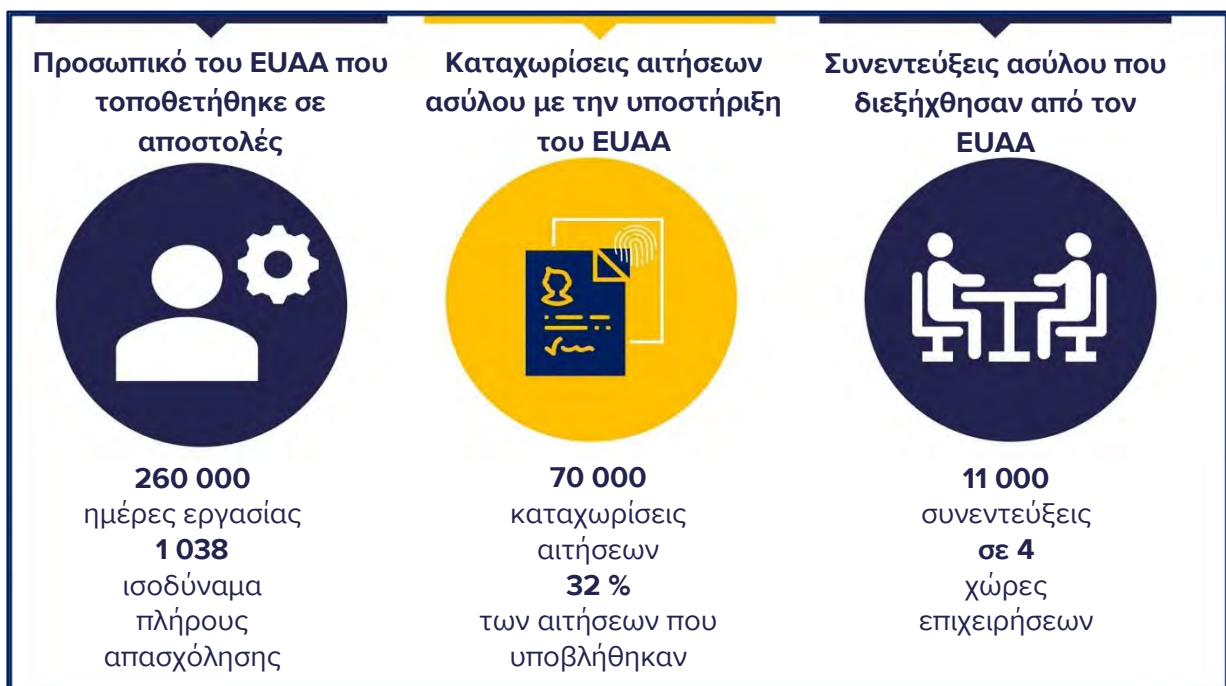 Προσωπικό του EUAA που
τοποθετήθηκε σε
αποστολές
260 000
ημέρες εργασίας
1 038
ισοδύναμα
πλήρους
απασχόλησης
Καταχωρίσεις αιτήσεων
ασύλου με την υποστήριξη
του EUAA
70 000
καταχωρίσεις
αιτήσεων
32 %
των αιτήσεων που
υποβλήθηκαν
Συνεντεύξεις ασύλου που
διεξήχθησαν από τον
EUAA
11 000
συνεντεύξεις
σε 4
χώρες
επιχειρήσεων